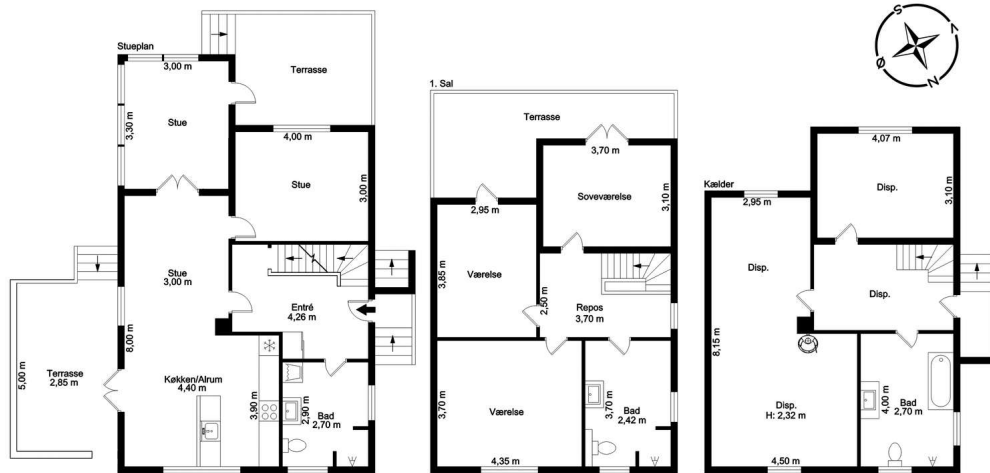 Stueplan
3,00 m
Terrasse
3,30 m
Stue
4,00 m
Stue
3,00 m
Stue
3,00 m
8,00 m
Entré
4,26 m
5,00 m
Terrasse
2,85 m
Køkken/Alrum
4,40 m
3,90 m
2,90 m
Bad
2,70 m
1. Sal
Terrasse
3,70 m
Soveværelse
3,10 m
2,95 m
3,85 m
Værelse
2,50 m
Repos
3,70 m
3,70 m
Værelse
4,35 m
3,70 m
Bad
2,42 m
S
V
Ø
N
Kælder
4,07 m
Disp.
3,10 m
2,95 m
Disp.
Disp.
8,15 m
Disp.
H: 2,32 m
4,50 m
4,00 m
Bad
2,70 m